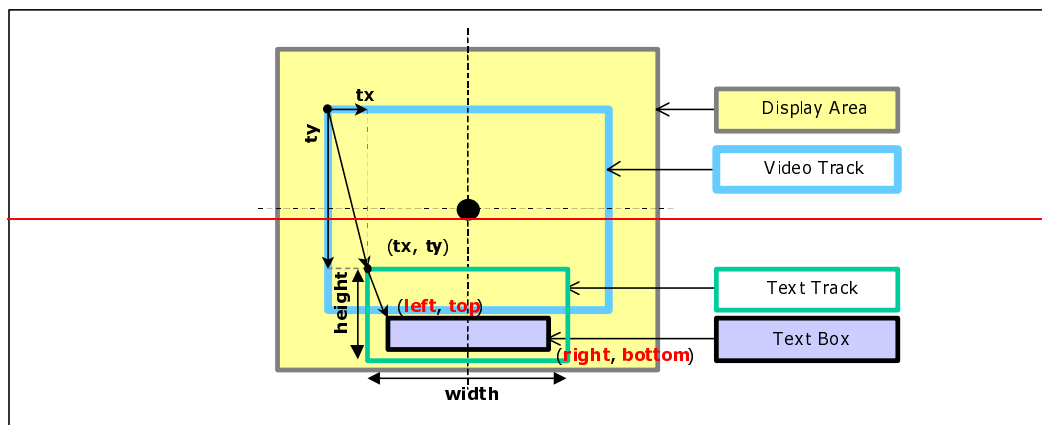 tx
Display Area
ty
Video Track
(tx, ty)
Text Track
height
(left, top)
Text Box
(right, bottom)
width